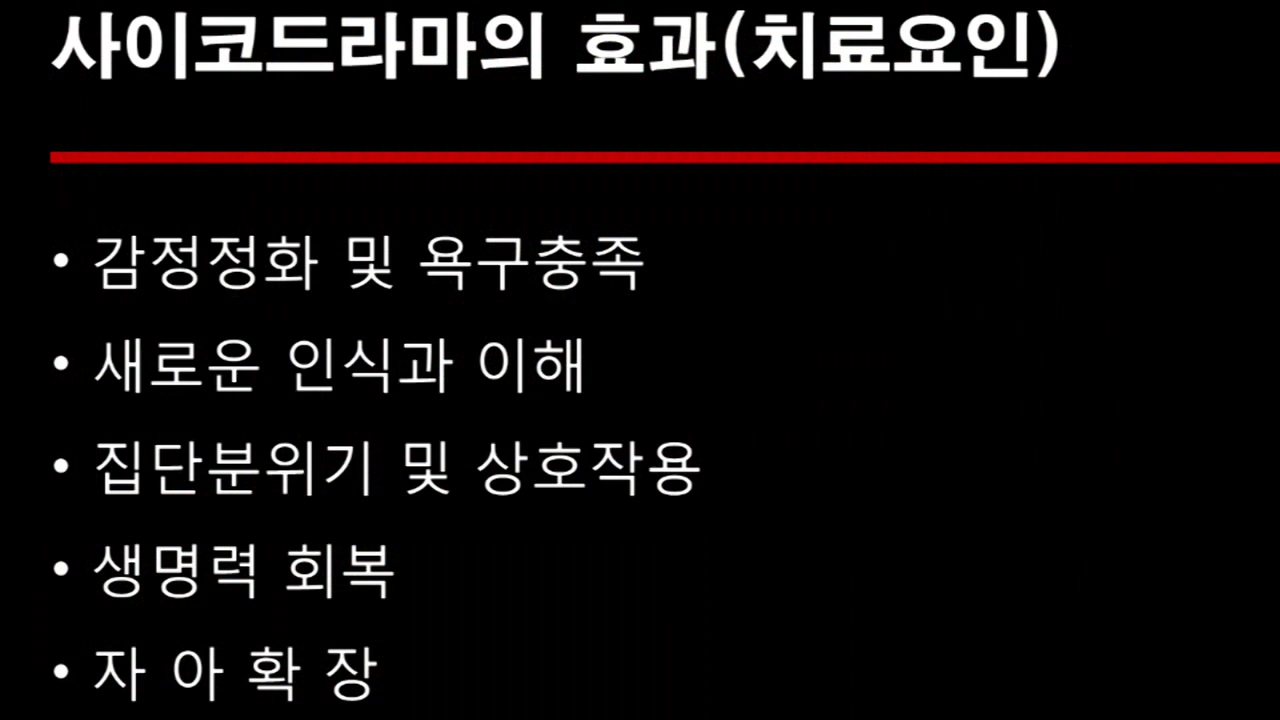 사이코드라마의 효과(치료요인)
• 감정정화 및 욕구충족
• 새로운 인식과 이해
• 집단분위기 및 상호작용
• 생명력 회복
• 자 아 확 장